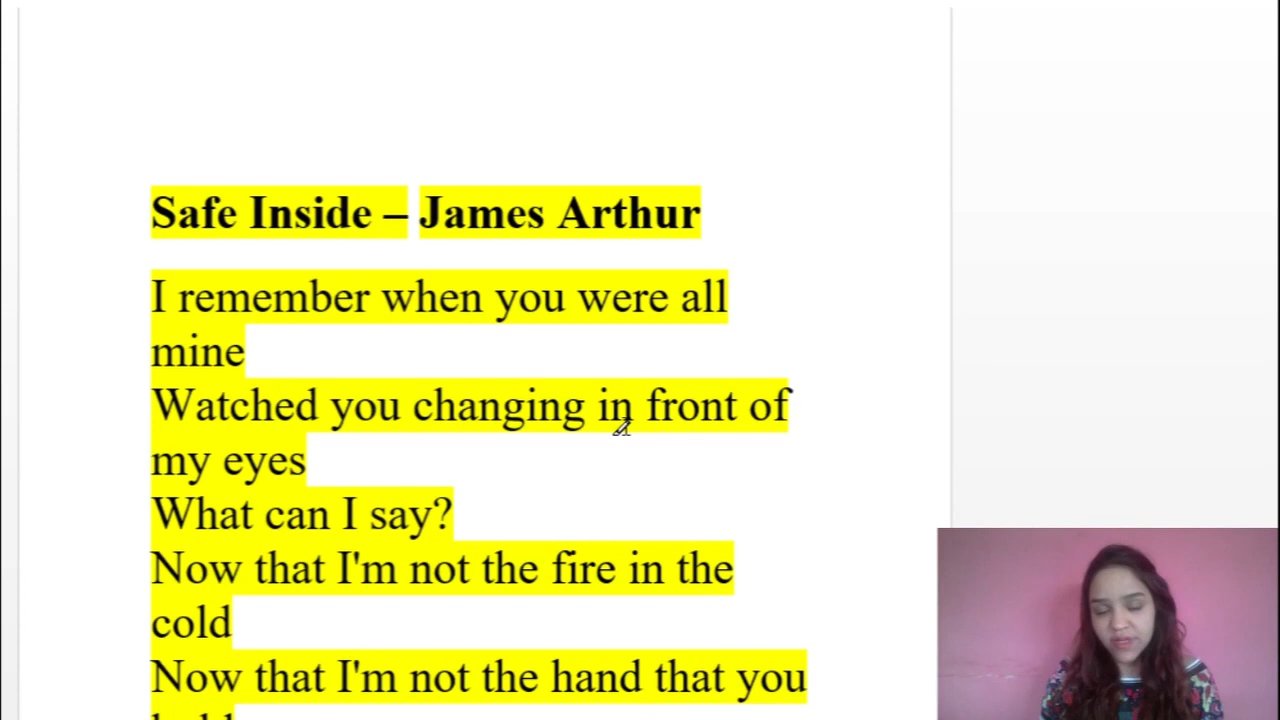 Safe Inside – James Arthur
I remember when you were all
mine
Watched you changing in front of
my eyes
What can I say?
Now that I'm not the fire in the
cold
Now that I'm not the hand that you